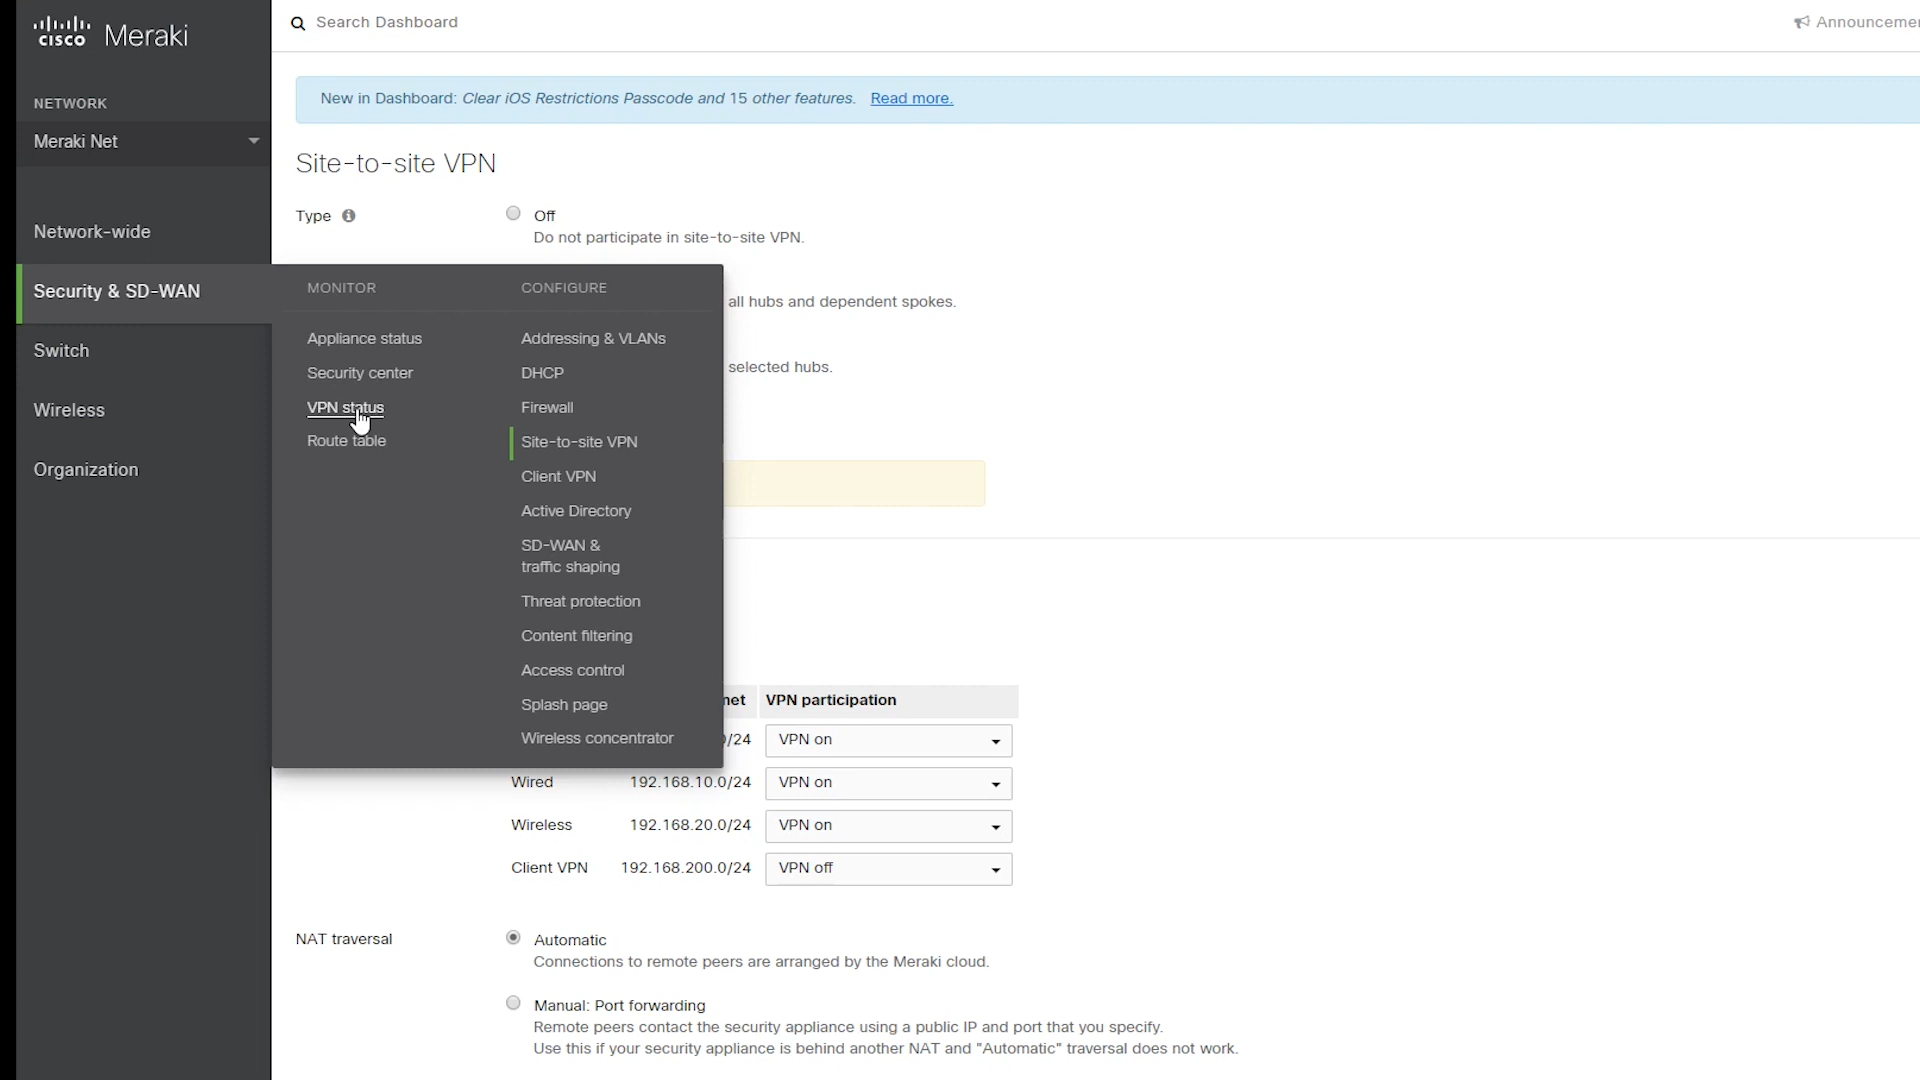 cisco Meraki
Search Dashboard
Announcemen
NETWORK
Meraki Net
Network-wide
Security & SD-WAN
Switch
Wireless
Organization
New in Dashboard: Clear iOS Restrictions Passcode and 15 other features. Read more.
Site-to-site VPN
Type
Off
Do not participate in site-to-site VPN.
all hubs and dependent spokes.
selected hubs.
MONITOR
Appliance status
Security center
VPN status
Route table
CONFIGURE
Addressing & VLANs
DHCP
Firewall
Site-to-site VPN
Client VPN
Active Directory
SD-WAN &
traffic shaping
Threat protection
Content filtering
Access control
Splash page
Wireless concentrator
net VPN participation
/24 VPN on
Wired 192.168.10.0/24 VPN on
Wireless 192.168.20.0/24 VPN on
Client VPN 192.168.200.0/24 VPN off
NAT traversal
Automatic
Connections to remote peers are arranged by the Meraki cloud.
Manual: Port forwarding
Remote peers contact the security appliance using a public IP and port that you specify.
Use this if your security appliance is behind another NAT and "Automatic" traversal does not work.